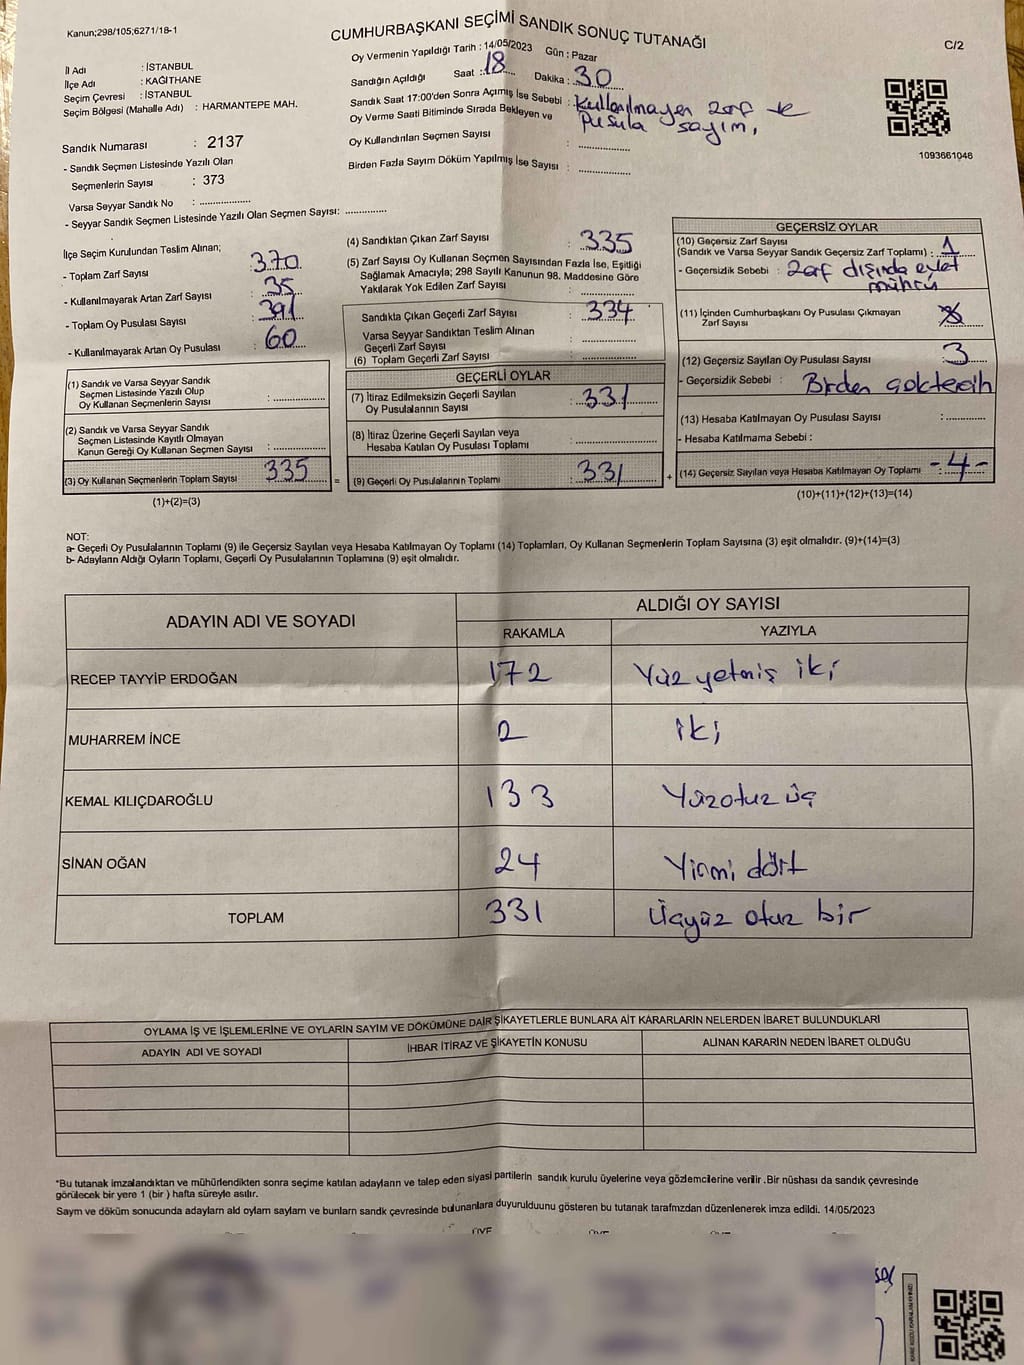 Kanun;298/105;6271/18-1
CUMHURBAŞKANI SEÇİMİ SANDIK SONUÇ TUTANAĞI
C/2
Oy Vermenin Yapıldığı Tarih : 14/05/2023 Gün : Pazar
İl Adı : İSTANBUL
İlçe Adı : KAĞITHANE
Seçim Çevresi : İSTANBUL
Seçim Bölgesi (Mahalle Adı) : HARMANTEPE MAH.
Sandığın Açıldığı Saat : 18 Dakika : 30
Sandık Saat 17:00'den Sonra Açımış İse Sebebi : Kullanılmayan zarf ve
Pusula sayım,
Oy Verme Saati Bitiminde Sırada Bekleyen ve
Oy Kullandırılan Seçmen Sayısı : ..................
Birden Fazla Sayım Döküm Yapılmış İse Sayısı : ..................
1093661046
Sandık Numarası : 2137
- Sandık Seçmen Listesinde Yazılı Olan
Seçmenlerin Sayısı : 373
Varsa Seyyar Sandık No : ..................
- Seyyar Sandık Seçmen Listesinde Yazılı Olan Seçmen Sayısı: ...............
İlçe Seçim Kurulundan Teslim Alınan;
- Toplam Zarf Sayısı : 370
- Kullanılmayarak Artan Zarf Sayısı : 35
- Toplam Oy Pusulası Sayısı : 391
- Kullanılmayarak Artan Oy Pusulası : 60
(1) Sandık ve Varsa Seyyar Sandık
Seçmen Listesinde Yazılı Olup
Oy Kullanan Seçmenlerin Sayısı : ..................
(2) Sandık ve Varsa Seyyar Sandık
Seçmen Listesinde Kayıtlı Olmayan
Kanun Gereği Oy Kullanan Seçmen Sayısı : ..................
(3) Oy Kullanan Seçmenlerin Toplam Sayısı : 335 =
(1)+(2)=(3)
(4) Sandıktan Çıkan Zarf Sayısı : 335
(5) Zarf Sayısı Oy Kullanan Seçmen Sayısından Fazla İse, Eşitliği
Sağlamak Amacıyla; 298 Sayılı Kanunun 98. Maddesine Göre
Yakılarak Yok Edilen Zarf Sayısı : ..................
Sandıkta Çıkan Geçerli Zarf Sayısı : 334
Varsa Seyyar Sandıktan Teslim Alınan
Geçerli Zarf Sayısı : ..................
(6) Toplam Geçerli Zarf Sayısı : ..................
GEÇERLİ OYLAR
(7) İtiraz Edilmeksizin Geçerli Sayılan
Oy Pusulalarının Sayısı : 331
(8) İtiraz Üzerine Geçerli Sayılan veya
Hesaba Katılan Oy Pusulası Toplamı : ..................
(9) Geçerli Oy Pusulalarının Toplamı : 331 +
GEÇERSİZ OYLAR
(10) Geçersiz Zarf Sayısı
(Sandık ve Varsa Seyyar Sandık Geçersiz Zarf Toplamı) : 1
- Geçersizlik Sebebi : Zarf dışında evet
mührü
(11) İçinden Cumhurbaşkanı Oy Pusulası Çıkmayan
Zarf Sayısı :
(12) Geçersiz Sayılan Oy Pusulası Sayısı : 3
- Geçersizlik Sebebi : Birden çok tercih
(13) Hesaba Katılmayan Oy Pusulası Sayısı : ..................
- Hesaba Katılmama Sebebi :
(14) Geçersiz Sayılan veya Hesaba Katılmayan Oy Toplamı : -4-
(10)+(11)+(12)+(13)=(14)
NOT:
a- Geçerli Oy Pusulalarının Toplamı (9) ile Geçersiz Sayılan veya Hesaba Katılmayan Oy Toplamı (14) Toplamları, Oy Kullanan Seçmenlerin Toplam Sayısına (3) eşit olmalıdır. (9)+(14)=(3)
b- Adayların Aldığı Oyların Toplamı, Geçerli Oy Pusulalarının Toplamına (9) eşit olmalıdır.
ADAYIN ADI VE SOYADI
ALDIĞI OY SAYISI
RAKAMLA YAZIYLA
RECEP TAYYİP ERDOĞAN 172 Yüz yetmiş iki
MUHARREM İNCE 2 iki
KEMAL KILIÇDAROĞLU 133 Yüzotuz üç
SİNAN OĞAN 24 Yirmi dört
TOPLAM 331 Üçyüz otuz bir
OYLAMA İŞ VE İŞLEMLERİNE VE OYLARIN SAYIM VE DÖKÜMÜNE DAİR ŞİKAYETLERLE BUNLARA AİT KARARLARIN NELERDEN İBARET BULUNDUKLARI
ADAYIN ADI VE SOYADI İHBAR İTİRAZ VE ŞİKAYETİN KONUSU ALINAN KARARIN NEDEN İBARET OLDUĞU
*Bu tutanak imzalandıktan ve mühürlendikten sonra seçime katılan adayların ve talep eden siyasi partilerin sandık kurulu üyelerine veya gözlemcilerine verilir .Bir nüshası da sandık çevresinde
görülecek bir yere 1 (bir ) hafta süreyle asılır.
Sayım ve döküm sonucunda adayların ald oyların sayların ve bunların sandk çevresinde bulunanlara duyurulduunu gösteren bu tutanak tarafmzdan düzenlenerek imza edildi. 14/05/2023